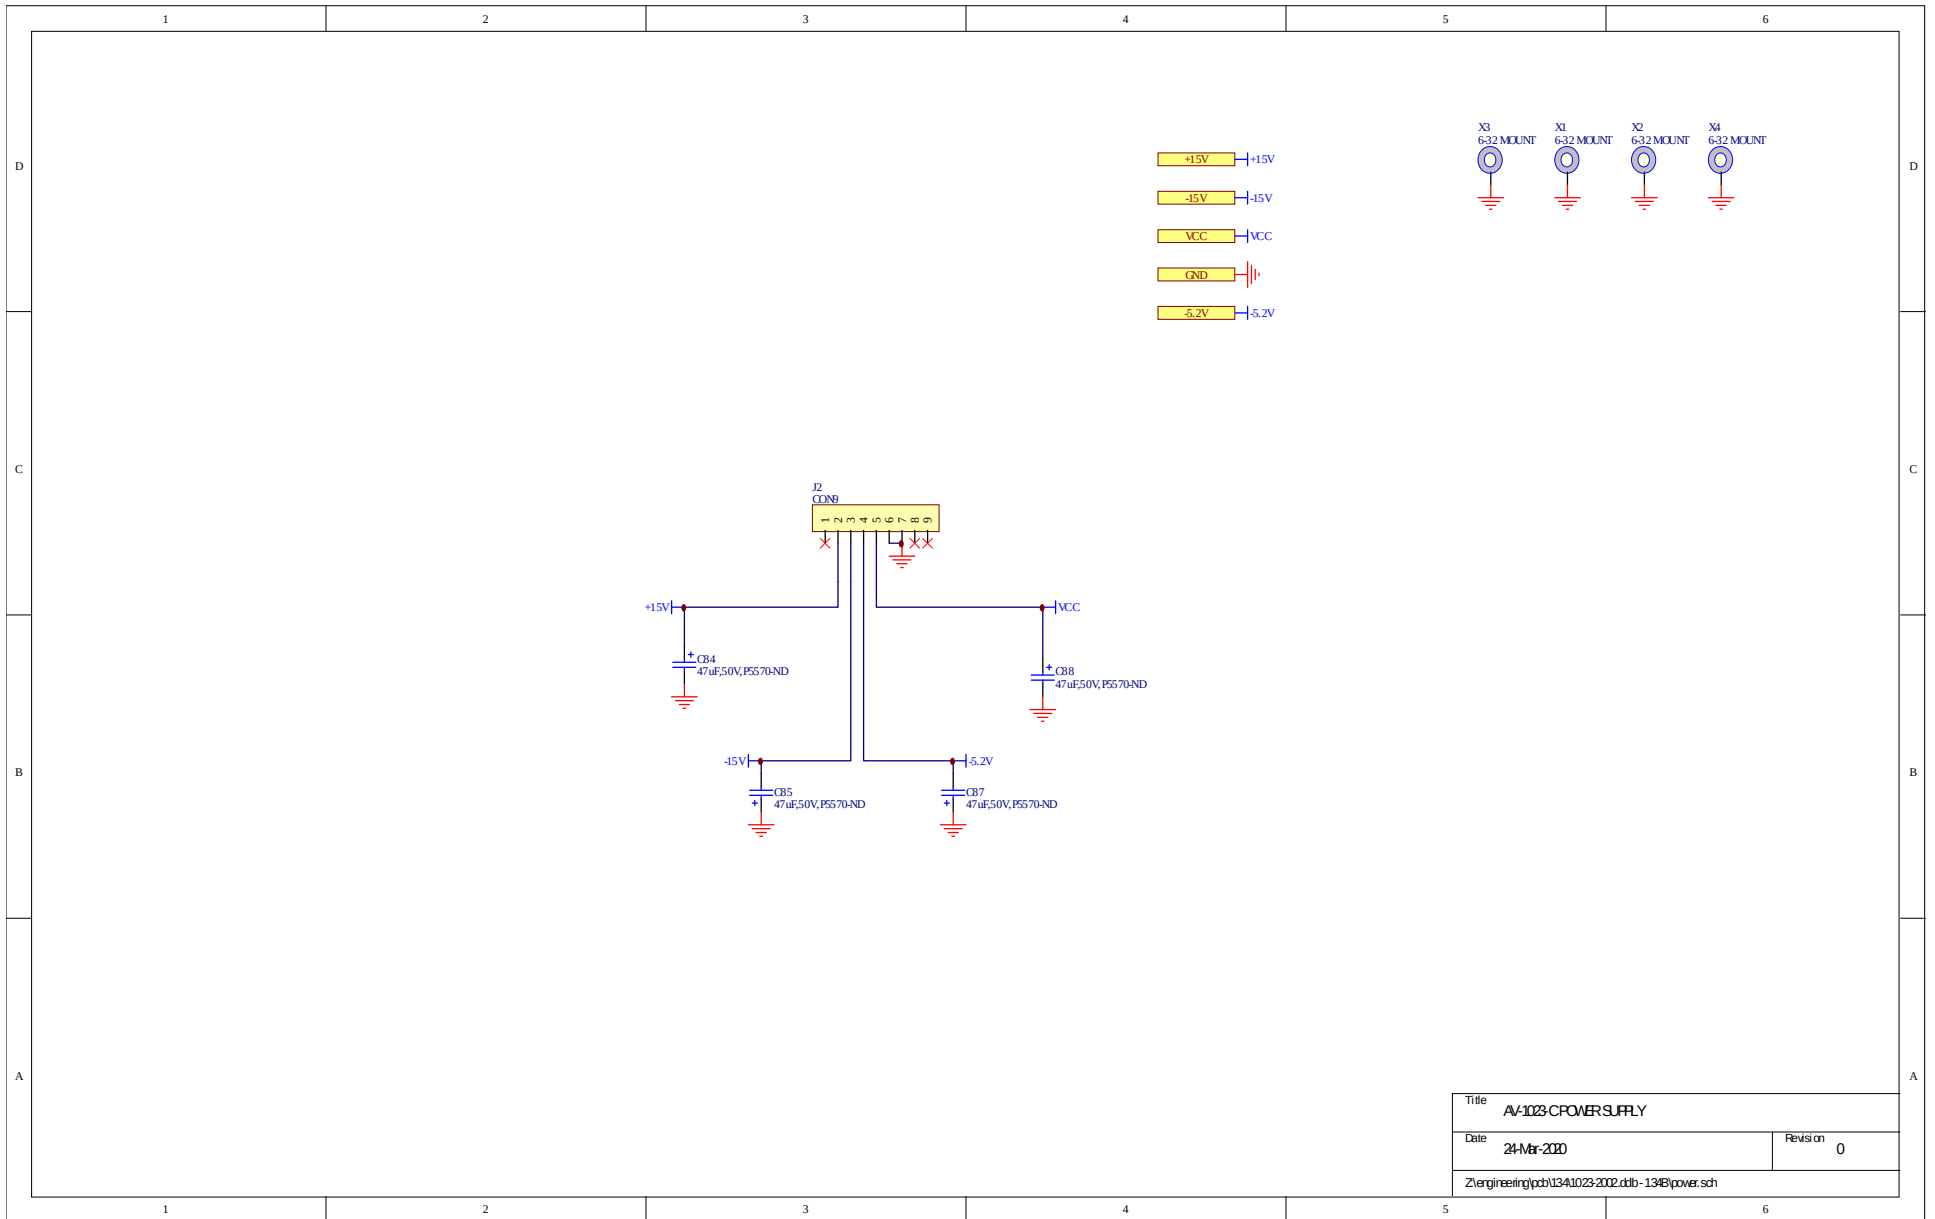 1 2 3 4 5 6
D D
X3 X1 X2 X4
6-32 MOUNT 6-32 MOUNT 6-32 MOUNT 6-32 MOUNT
+15V +15V
-15V -15V
VCC VCC
GND
-5.2V -5.2V
C C
J2
CON9
1 2 3 4 5 6 7 8 9
+15V VCC
C84
47uF,50V,P5570-ND
C88
47uF,50V,P5570-ND
-15V -5.2V
B B
C85 C87
47uF,50V,P5570-ND 47uF,50V,P5570-ND
A A
Title
AV-1023-C POWER SUPPLY
Date Revision
24-Mar-2020 0
Z:\engineering\pcb\134\1023-2002.ddb - 134B\power.sch
1 2 3 4 5 6